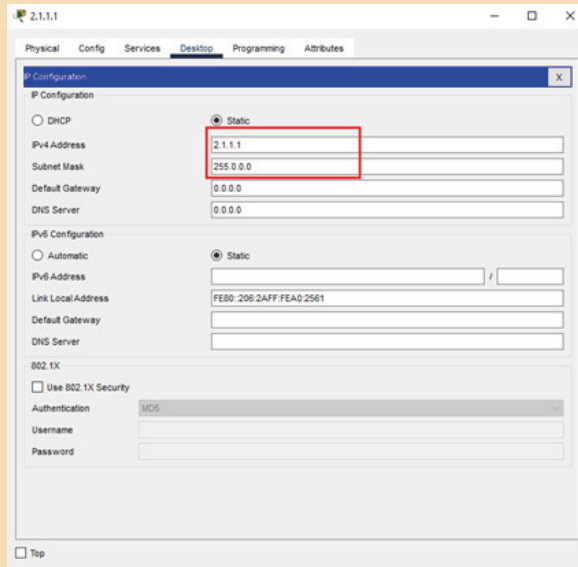 2.1.1.1
Physical Config Services Desktop Programming Attributes
IP Configuration X
IP Configuration
DHCP Static
IPv4 Address 2.1.1.1
Subnet Mask 255.0.0.0
Default Gateway 0.0.0.0
DNS Server 0.0.0.0
IPv6 Configuration
Automatic Static
IPv6 Address /
Link Local Address FE80::206:2AFF:FEA0:2561
Default Gateway
DNS Server
802.1X
Use 802.1X Security
Authentication MD5
Username
Password
Top